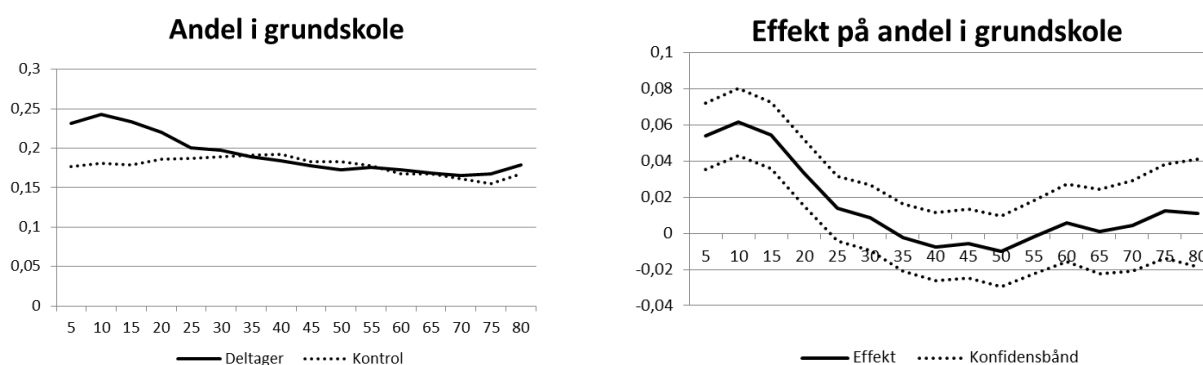 Andel i grundskole
0,3
0,25
0,2
0,15
0,1
0,05
0
5 10 15 20 25 30 35 40 45 50 55 60 65 70 75 80
Deltager Kontrol
Effekt på andel i grundskole
0,1
0,08
0,06
0,04
0,02
0
5 10 15 20 25 30 35 40 45 50 55 60 65 70 75 80
-0,02
-0,04
Effekt Konfidensbånd